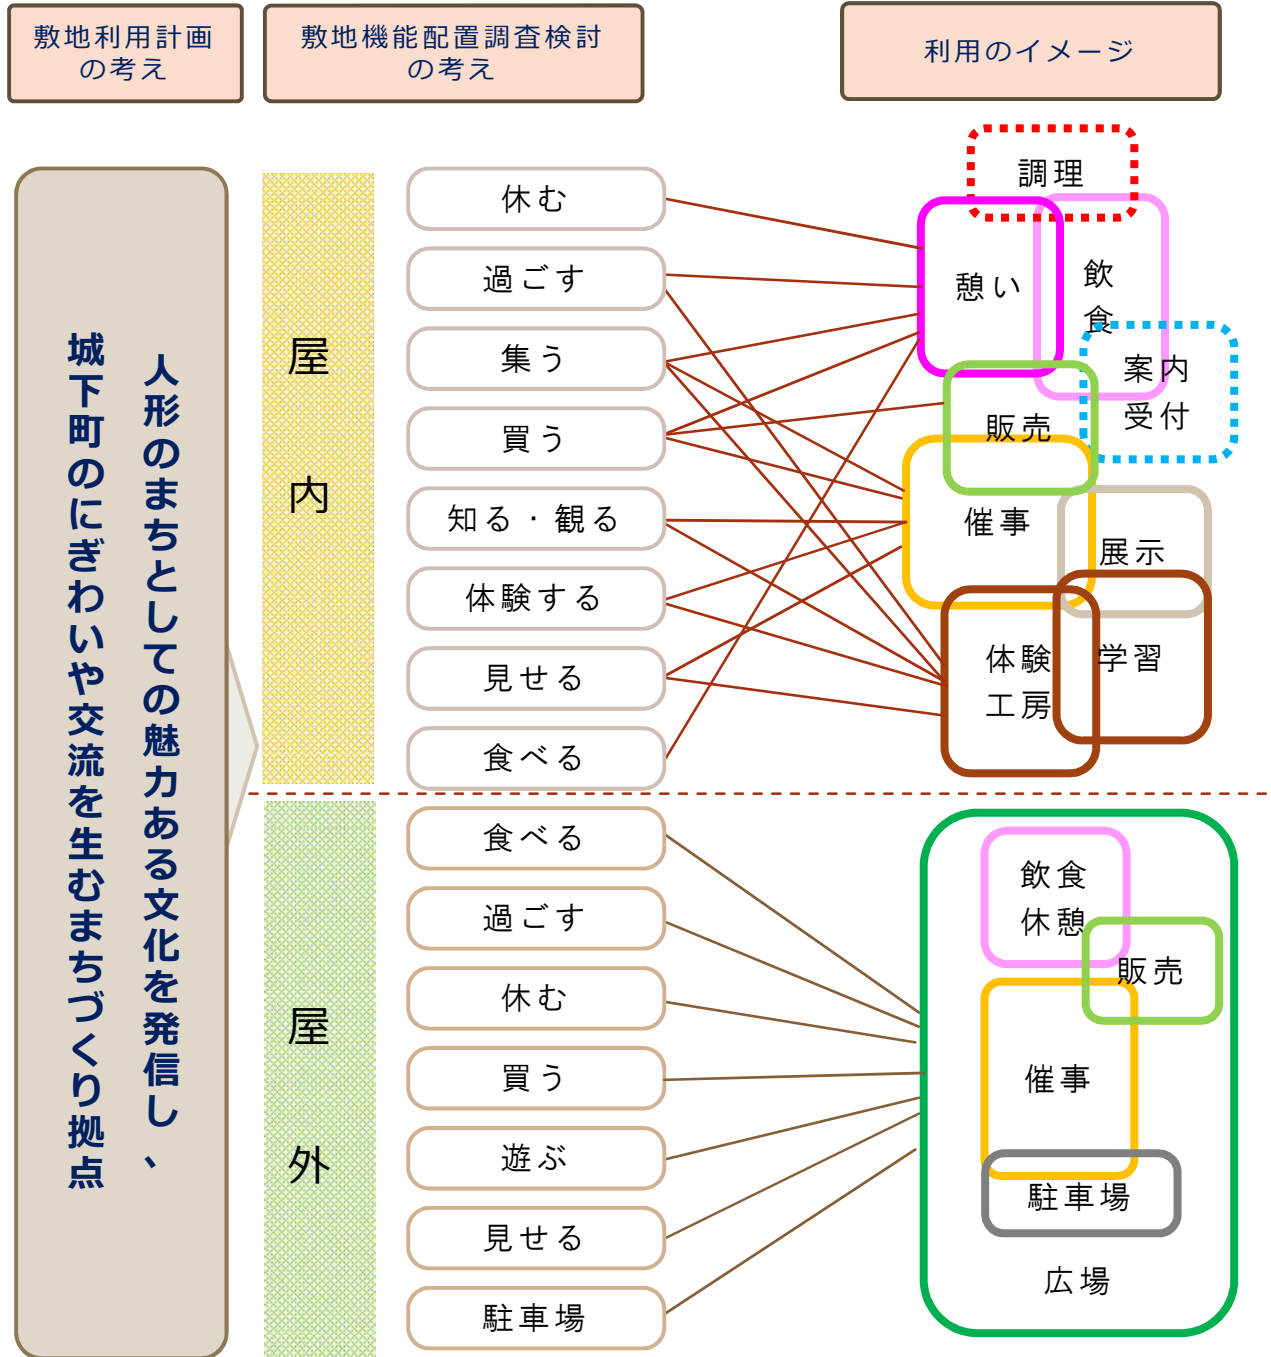 敷地利用計画
の考え
敷地機能配置調査検討
の考え
利用のイメージ
人形のまちとしての魅力ある文化を発信し、
城下町のにぎわいや交流を生むまちづくり拠点
屋内
休む
過ごす
集う
買う
知る・観る
体験する
見せる
食べる
調理
憩い
飲
食
案内
受付
販売
催事
展示
体験
工房
学習
屋外
食べる
過ごす
休む
買う
遊ぶ
見せる
駐車場
飲食
休憩
販売
催事
駐車場
広場